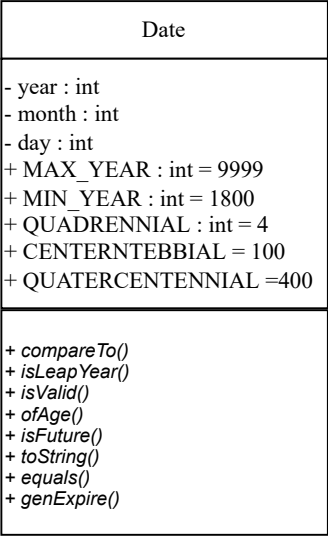 Date
- year : int
- month : int
- day : int
+ MAX_YEAR : int = 9999
+ MIN_YEAR : int = 1800
+ QUADRENNIAL : int = 4
+ CENTERNTEBBIAL = 100
+ QUATERCENTENNIAL =400
+ compareTo()
+ isLeapYear()
+ isValid()
+ ofAge()
+ isFuture()
+ toString()
+ equals()
+ genExpire()